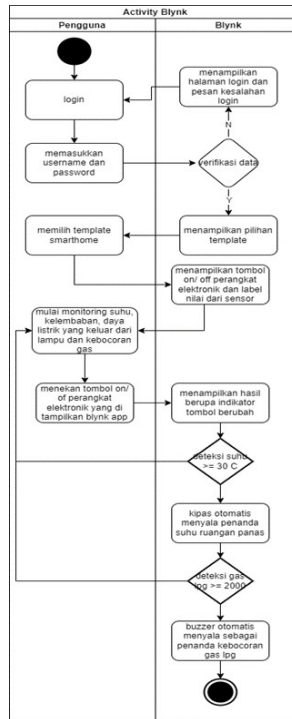 Activity Blynk
Pengguna
Blynk
login
menampilkan
halaman login dan
pesan kesalahan
login
N
memasukkan
username dan
password
verifikasi data
Y
memilih template
smarthome
menampilkan pilihan
template
menampilkan tombol
on/ off perangkat
elektronik dan label
nilai dari sensor
mulai monitoring suhu,
kelembaban, daya
listrik yang keluar dari
lampu dan kebocoran
gas
menekan tombol on/
of perangkat
elektronik yang di
tampilkan blynk app
menampilkan hasil
berupa indikator
tombol berubah
deteksi suhu
>= 30 C
kipas otomatis
menyala penanda
suhu ruangan panas
deteksi gas
lpg >= 2000
buzzer otomatis
menyala sebagai
penanda kebocoran
gas lpg